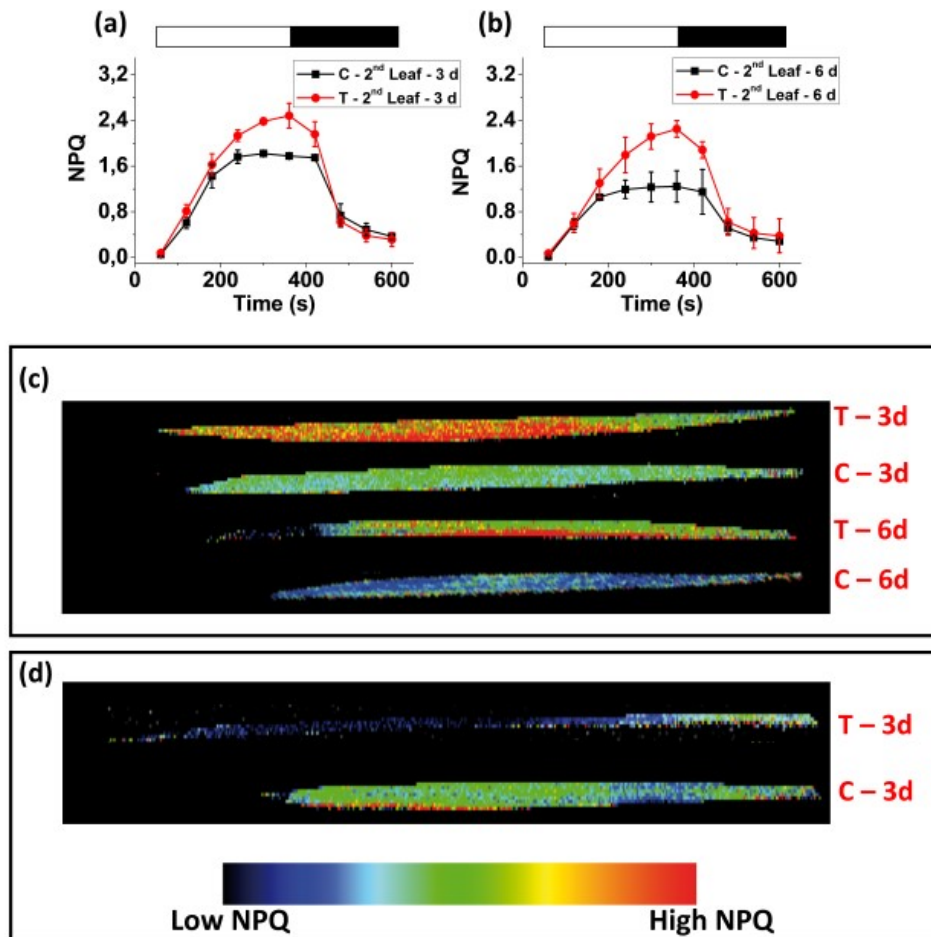 (a)
C - 2nd Leaf - 3 d
T - 2nd Leaf - 3 d
NPQ
3,2
2,4
1,6
0,8
0,0
0 200 400 600
Time (s)
(b)
C - 2nd Leaf - 6 d
T - 2nd Leaf - 6 d
NPQ
3.2
2.4
1.6
0.8
0.0
0 200 400 600
Time (s)
(c)
T – 3d
C – 3d
T – 6d
C – 6d
(d)
T – 3d
C – 3d
Low NPQ High NPQ